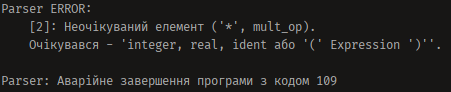 Parser ERROR:
[2]: Неочікуваний елемент ('*', mult_op).
Очікувався - 'integer, real, ident або '(' Expression ')''.
Parser: Аварійне завершення програми з кодом 109